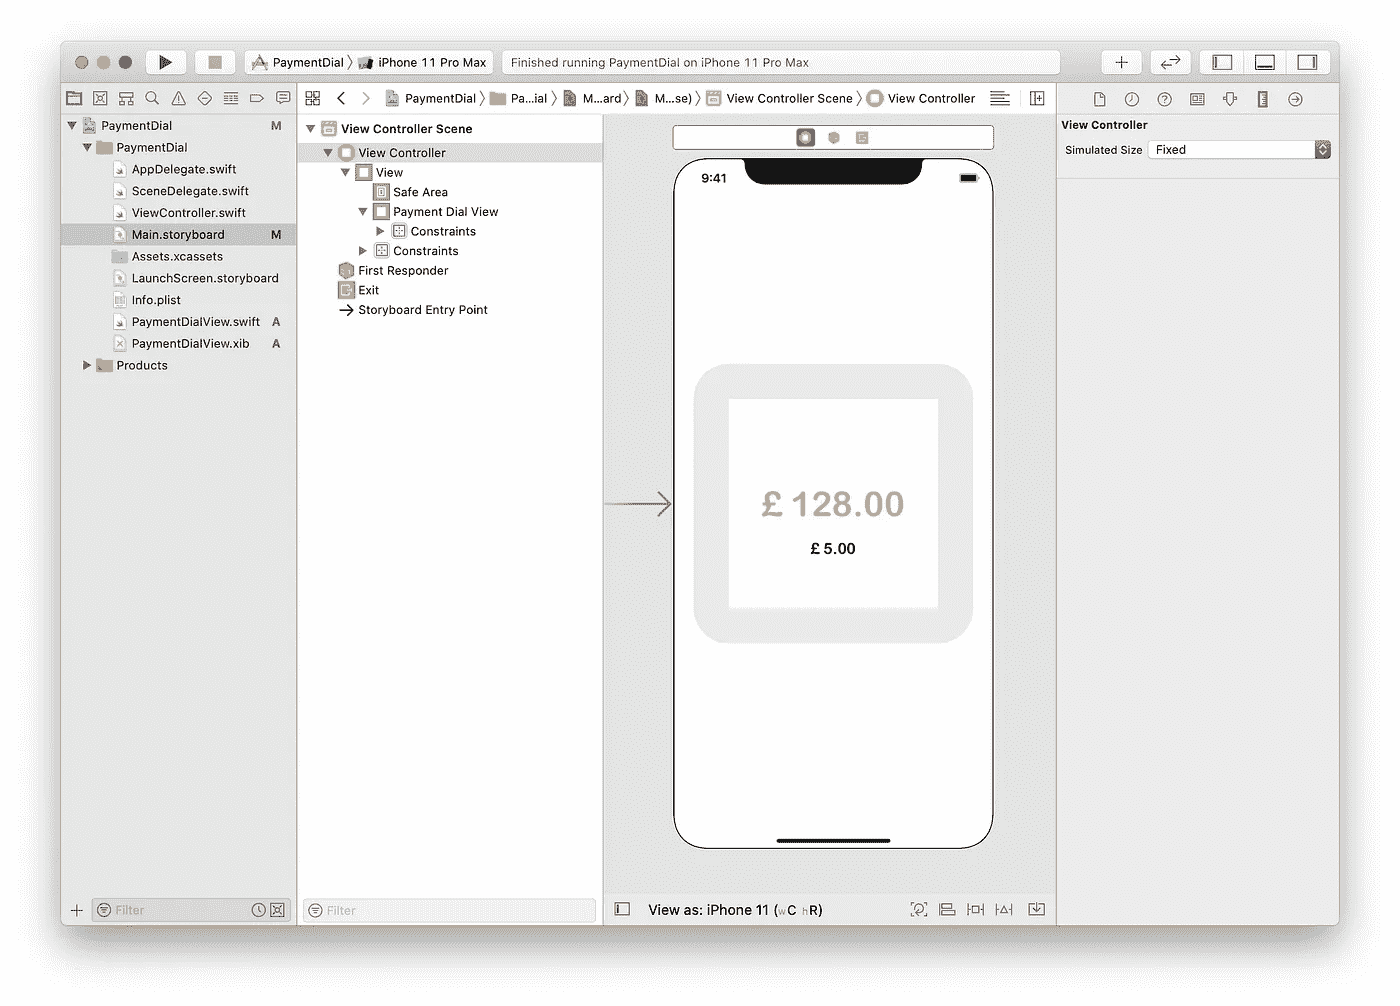 PaymentDial iPhone 11 Pro Max Finished running PaymentDial on iPhone 11 Pro Max
PaymentDial Pa...ial M...ard M...se) View Controller Scene View Controller
PaymentDial M
PaymentDial
AppDelegate.swift
SceneDelegate.swift
ViewController.swift
Main.storyboard M
Assets.xcassets
LaunchScreen.storyboard
Info.plist
PaymentDialView.swift A
PaymentDialView.xib A
Products
Filter
View Controller Scene
View Controller
View
Safe Area
Payment Dial View
Constraints
Constraints
First Responder
Exit
Storyboard Entry Point
Filter
9:41
£ 128.00
£ 5.00
View as: iPhone 11 (wC hR)
View Controller
Simulated Size Fixed